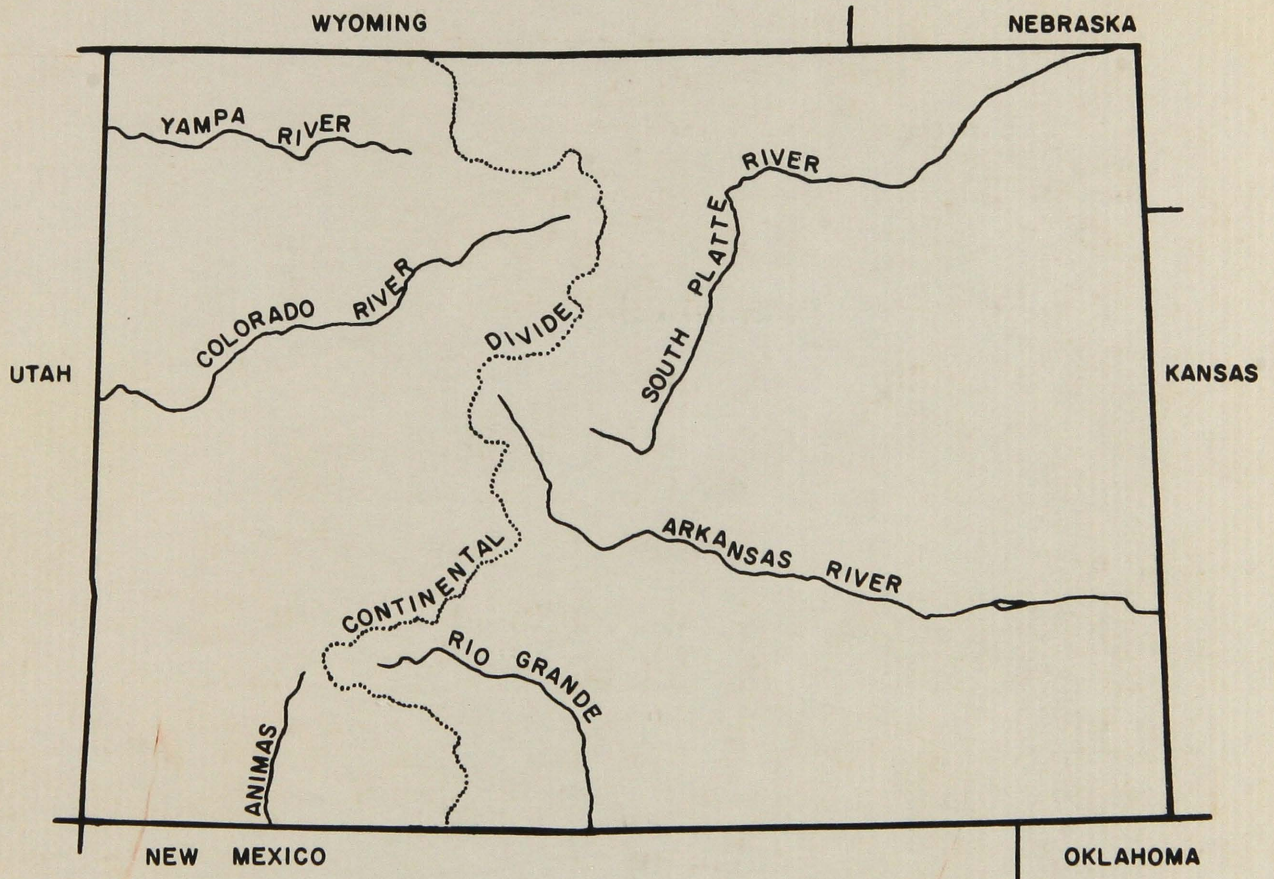 WYOMING
NEBRASKA
YAMPA RIVER
RIVER
SOUTH PLATTE
COLORADO RIVER
DIVIDE
UTAH
KANSAS
ARKANSAS RIVER
CONTINENTAL
RIO GRANDE
ANIMAS
NEW MEXICO
OKLAHOMA